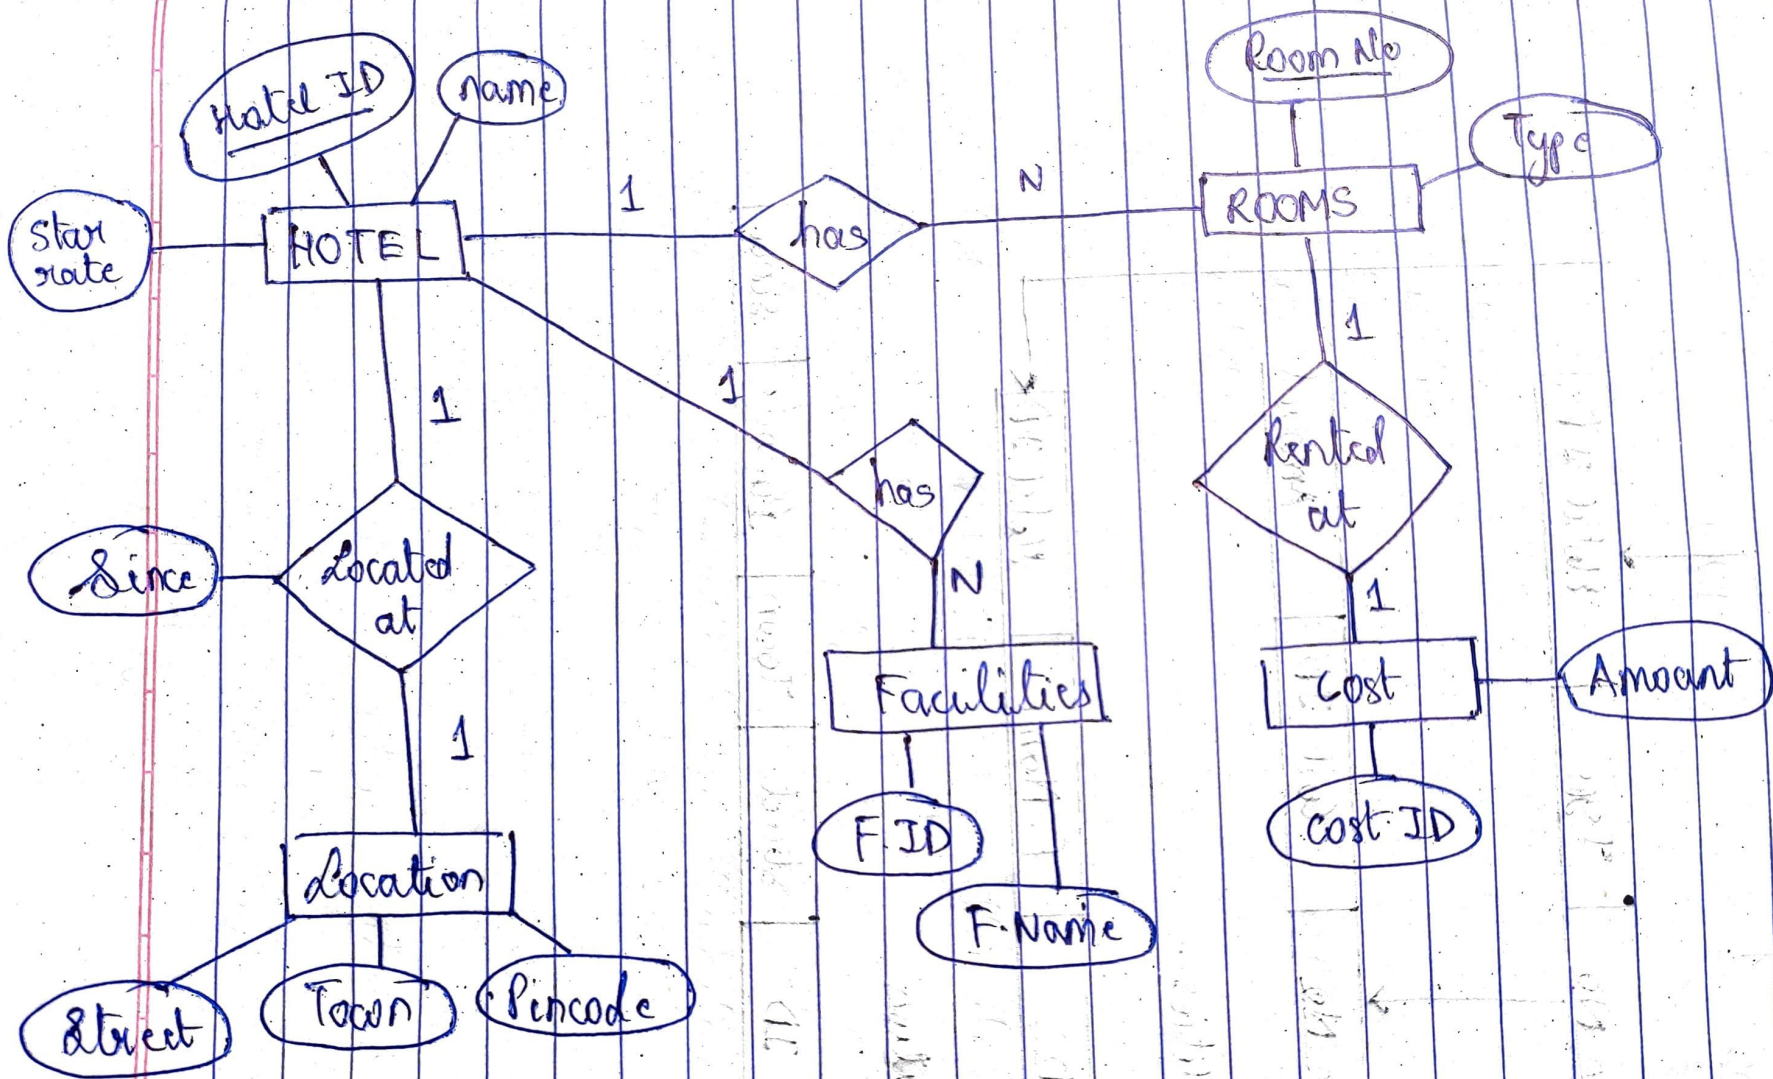 Hotel ID
name
Room No
Type
Star
rate
HOTEL
1
has
N
ROOMS
1
1
1
has
Rented
at
Since
Located
at
N
1
1
Facilities
Cost
Amount
Location
F.ID
Cost ID
F.Name
Street
Town
Pincode